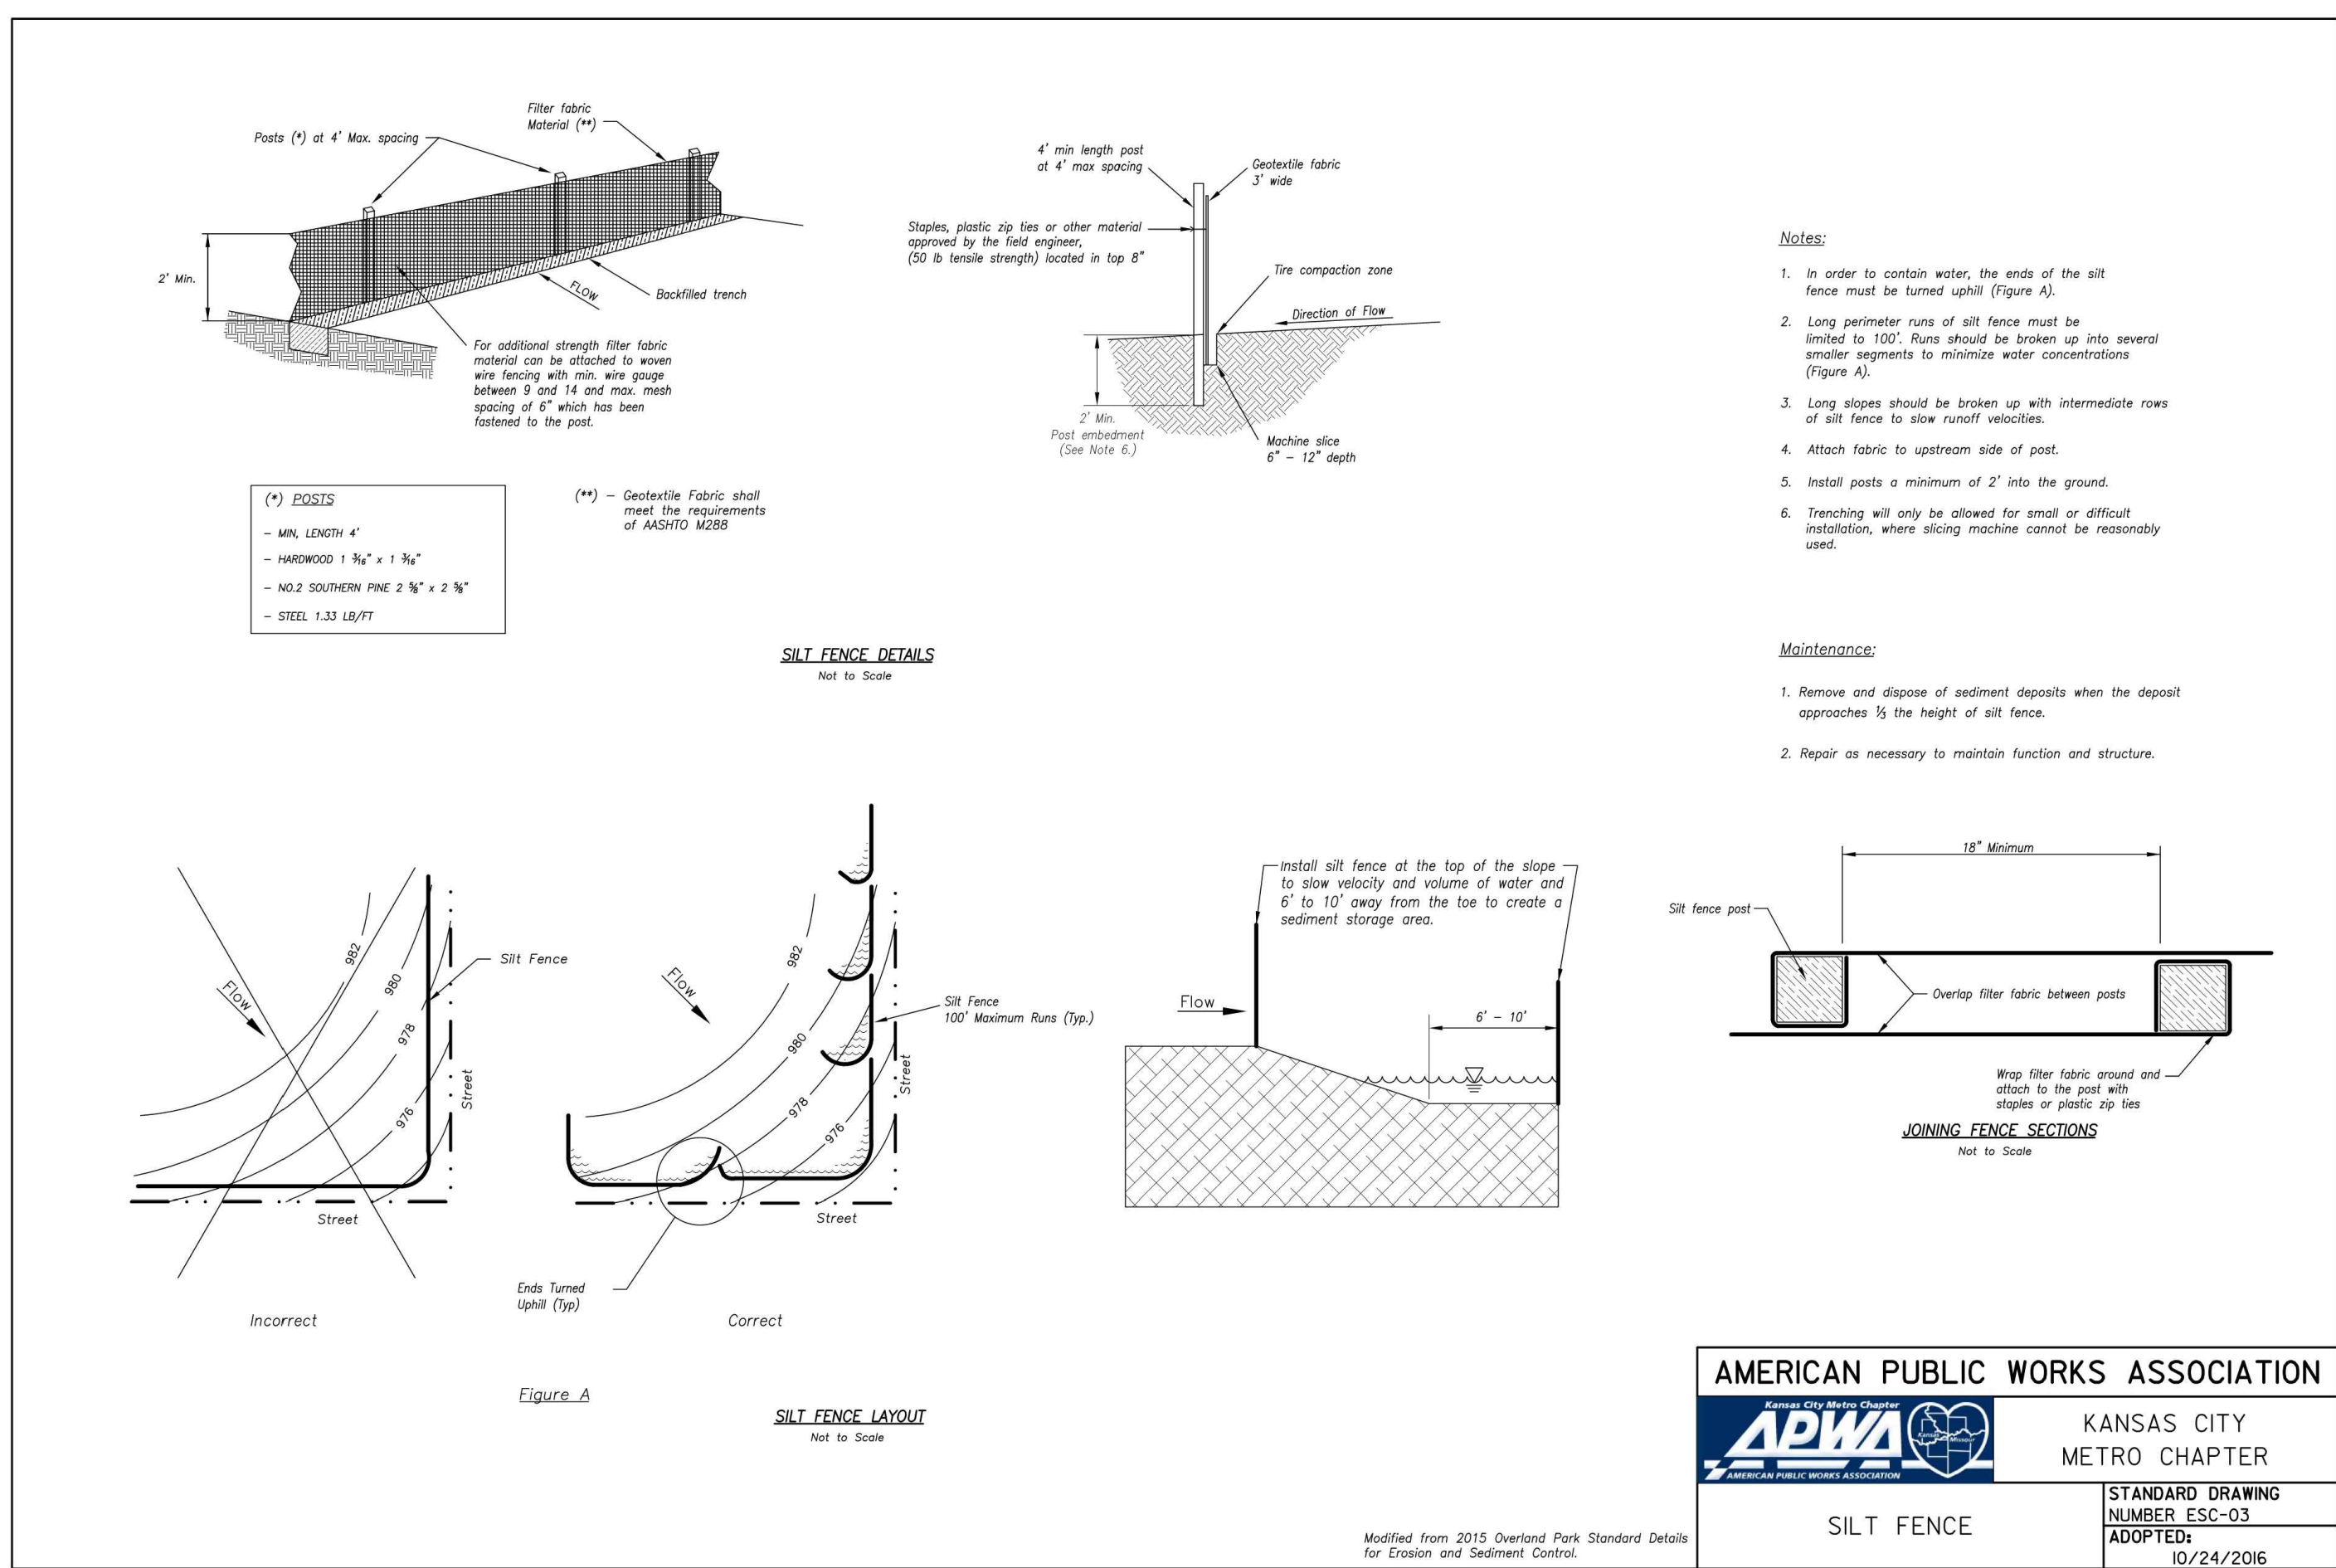 Filter fabric
Material (**)
Posts (*) at 4' Max. spacing
2' Min.
FLOW
Backfilled trench
For additional strength filter fabric
material can be attached to woven
wire fencing with min. wire gauge
between 9 and 14 and max. mesh
spacing of 6" which has been
fastened to the post.
(*) POSTS
- MIN, LENGTH 4'
- HARDWOOD 1 3/16" x 1 3/16"
- NO.2 SOUTHERN PINE 2 5/8" x 2 5/8"
- STEEL 1.33 LB/FT
(**) - Geotextile Fabric shall
meet the requirements
of AASHTO M288
4' min length post
at 4' max spacing
Geotextile fabric
3' wide
Staples, plastic zip ties or other material
approved by the field engineer,
(50 lb tensile strength) located in top 8"
Tire compaction zone
Direction of Flow
2' Min.
Post embedment
(See Note 6.)
Machine slice
6" - 12" depth
SILT FENCE DETAILS
Not to Scale
Notes:
1. In order to contain water, the ends of the silt
fence must be turned uphill (Figure A).
2. Long perimeter runs of silt fence must be
limited to 100'. Runs should be broken up into several
smaller segments to minimize water concentrations
(Figure A).
3. Long slopes should be broken up with intermediate rows
of silt fence to slow runoff velocities.
4. Attach fabric to upstream side of post.
5. Install posts a minimum of 2' into the ground.
6. Trenching will only be allowed for small or difficult
installation, where slicing machine cannot be reasonably
used.
Maintenance:
1. Remove and dispose of sediment deposits when the deposit
approaches 1/3 the height of silt fence.
2. Repair as necessary to maintain function and structure.
Flow
982
980
978
976
Silt Fence
Street
Street
Incorrect
Flow
982
980
978
976
Silt Fence
100' Maximum Runs (Typ.)
Street
Street
Ends Turned
Uphill (Typ)
Correct
Figure A
SILT FENCE LAYOUT
Not to Scale
Install silt fence at the top of the slope
to slow velocity and volume of water and
6' to 10' away from the toe to create a
sediment storage area.
Flow
6' - 10'
18" Minimum
Silt fence post
Overlap filter fabric between posts
Wrap filter fabric around and
attach to the post with
staples or plastic zip ties
JOINING FENCE SECTIONS
Not to Scale
Modified from 2015 Overland Park Standard Details
for Erosion and Sediment Control.
AMERICAN PUBLIC WORKS ASSOCIATION
Kansas City Metro Chapter
APWA
Kansas
Missouri
AMERICAN PUBLIC WORKS ASSOCIATION
KANSAS CITY
METRO CHAPTER
SILT FENCE
STANDARD DRAWING
NUMBER ESC-03
ADOPTED:
10/24/2016